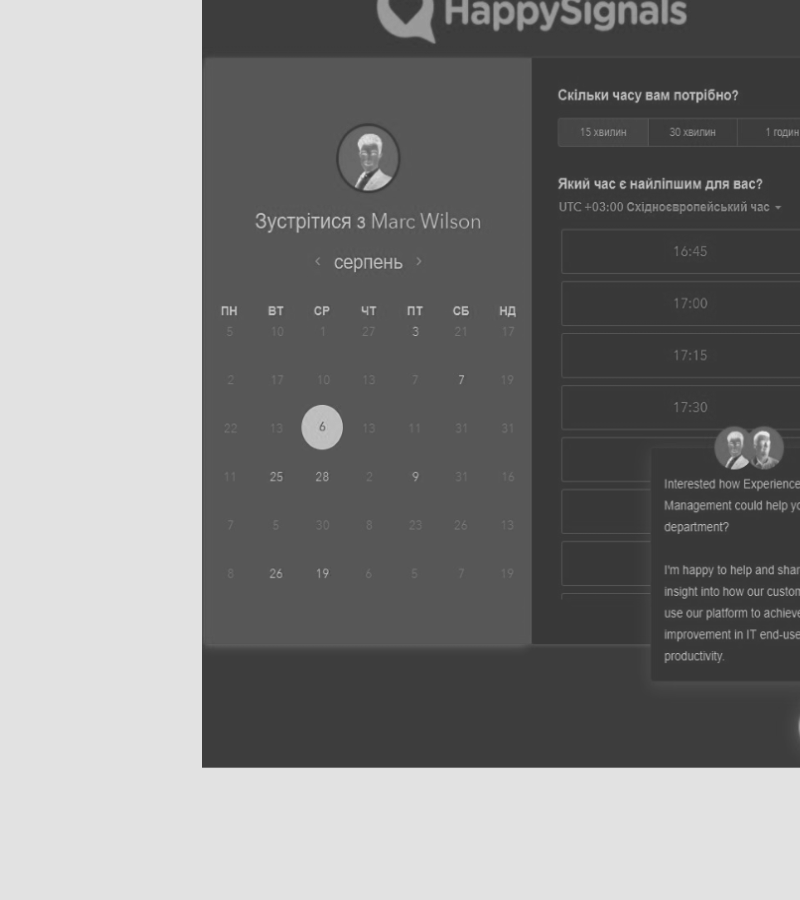 HappySignals
Зустрітися з Marc Wilson
серпень
ПН ВТ СР ЧТ ПТ СБ НД
5 10 1 27 3 21 17
2 17 10 13 7 7 19
22 13 6 13 11 31 31
11 25 28 2 9 31 16
7 5 30 8 23 26 13
8 26 19 6 5 7 19
Скільки часу вам потрібно?
15 хвилин 30 хвилин 1 годин
Який час є найліпшим для вас?
UTC +03:00 Східноєвропейський час
16:45
17:00
17:15
17:30
Interested how Experience
Management could help yo
department?
I'm happy to help and shar
insight into how our custom
use our platform to achieve
improvement in IT end-use
productivity.